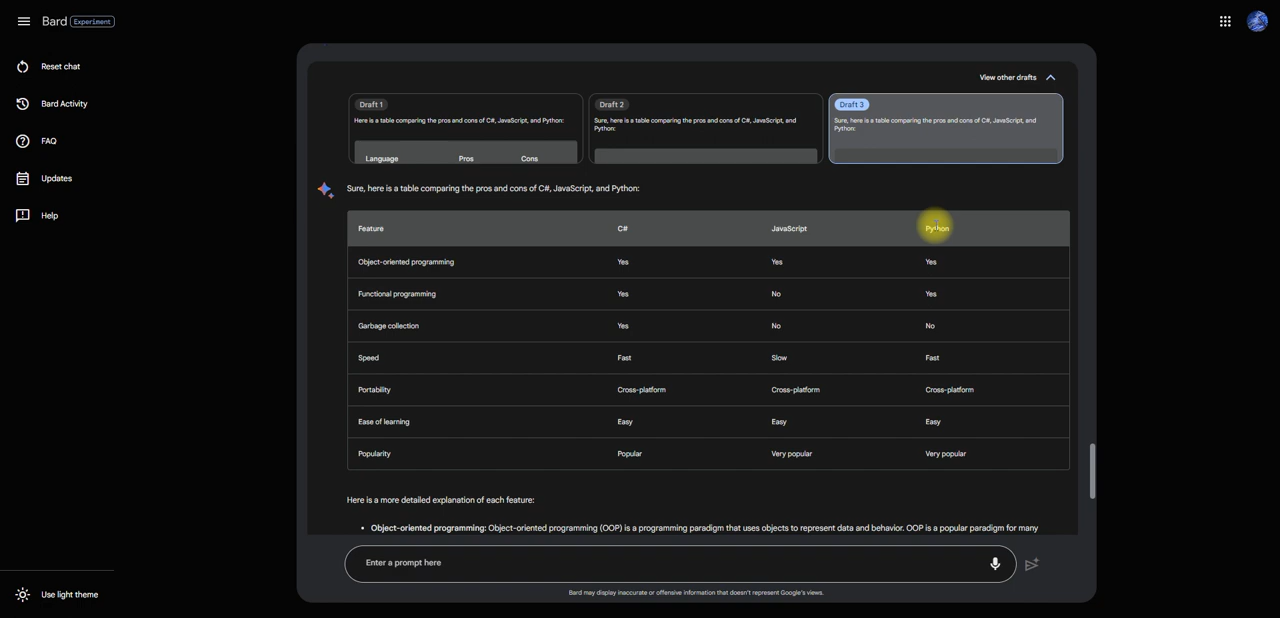 Bard Experiment
Reset chat
Bard Activity
FAQ
Updates
Help
Use light theme
View other drafts
Draft 1
Here is a table comparing the pros and cons of C#, JavaScript, and Python:
Language Pros Cons
Draft 2
Sure, here is a table comparing the pros and cons of C#, JavaScript, and
Python:
Draft 3
Sure, here is a table comparing the pros and cons of C#, JavaScript, and
Python:
Sure, here is a table comparing the pros and cons of C#, JavaScript, and Python:
Feature C# JavaScript Python
Object-oriented programming Yes Yes Yes
Functional programming Yes No Yes
Garbage collection Yes No No
Speed Fast Slow Fast
Portability Cross-platform Cross-platform Cross-platform
Ease of learning Easy Easy Easy
Popularity Popular Very popular Very popular
Here is a more detailed explanation of each feature:
• Object-oriented programming: Object-oriented programming (OOP) is a programming paradigm that uses objects to represent data and behavior. OOP is a popular paradigm for many
Enter a prompt here
Bard may display inaccurate or offensive information that doesn't represent Google's views.